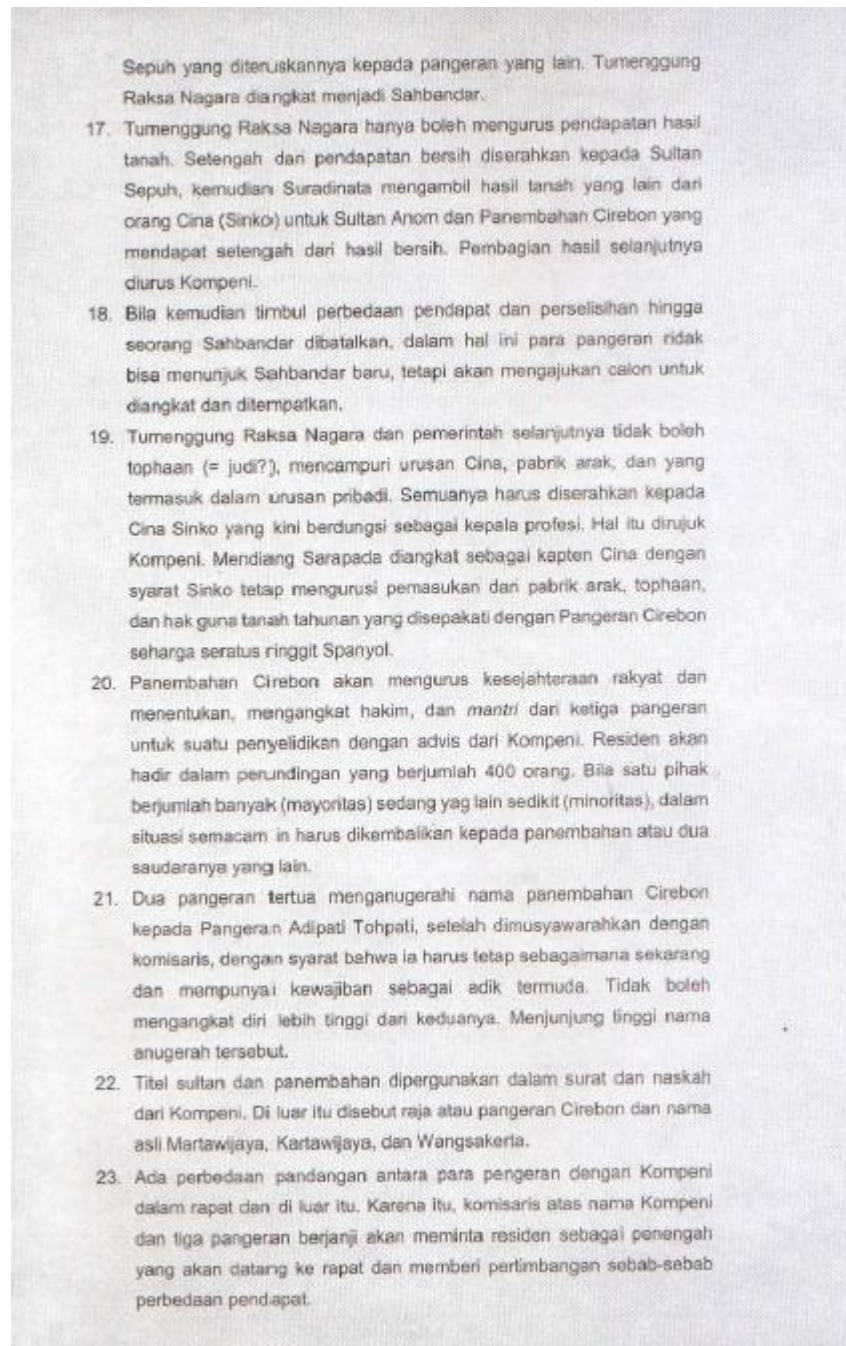 Sepuh yang diteruskannya kepada pangeran yang lain. Tumenggung
Raksa Nagara diangkat menjadi Sahbandar.
17. Tumenggung Raksa Nagara hanya boleh mengurus pendapatan hasil
tanah. Setengah dari pendapatan bersih diserahkan kepada Sultan
Sepuh, kemudian Suradinata mengambil hasil tanah yang lain dari
orang Cina (Sinko) untuk Sultan Anom dan Panembahan Cirebon yang
mendapat setengah dari hasil bersih. Pembagian hasil selanjutnya
diurus Kompeni.
18. Bila kemudian timbul perbedaan pendapat dan perselisihan hingga
seorang Sahbandar dibatalkan, dalam hal ini para pangeran ridak
bisa menunjuk Sahbandar baru, tetapi akan mengajukan calon untuk
diangkat dan ditempatkan.
19. Tumenggung Raksa Nagara dan pemerintah selanjutnya tidak boleh
tophaan (= judi?), mencampuri urusan Cina, pabrik arak, dan yang
termasuk dalam urusan pribadi. Semuanya harus diserahkan kepada
Cina Sinko yang kini berdungsi sebagai kepala profesi. Hal itu dirujuk
Kompeni. Mendiang Sarapada diangkat sebagai kapten Cina dengan
syarat Sinko tetap mengurusi pemasukan dari pabrik arak, tophaan,
dan hak guna tanah tahunan yang disepakati dengan Pangeran Cirebon
seharga seratus ringgit Spanyol.
20. Panembahan Cirebon akan mengurus kesejahteraan rakyat dan
menentukan, mengangkat hakim, dan mantri dari ketiga pangeran
untuk suatu penyelidikan dengan advis dari Kompeni. Residen akan
hadir dalam perundingan yang berjumlah 400 orang. Bila satu pihak
berjumlah banyak (mayoritas) sedang yag lain sedikit (minoritas), dalam
situasi semacam in harus dikembalikan kepada panembahan atau dua
saudaranya yang lain.
21. Dua pangeran tertua menganugerahi nama panembahan Cirebon
kepada Pangeran Adipati Tohpati, setelah dimusyawarahkan dengan
komisaris, dengan syarat bahwa ia harus tetap sebagaimana sekarang
dan mempunyai kewajiban sebagai adik termuda. Tidak boleh
mengangkat diri lebih tinggi dari keduanya. Menjunjung tinggi nama
anugerah tersebut.
22. Titel sultan dan panembahan dipergunakan dalam surat dan naskah
dari Kompeni. Di luar itu disebut raja atau pangeran Cirebon dan nama
asli Martawijaya, Kartawijaya, dan Wangsakerta.
23. Ada perbedaan pandangan antara para pengeran dengan Kompeni
dalam rapat dan di luar itu. Karena itu, komisaris atas nama Kompeni
dan tiga pangeran berjanji akan meminta residen sebagai penengah
yang akan datang ke rapat dan memberi pertimbangan sebab-sebab
perbedaan pendapat.